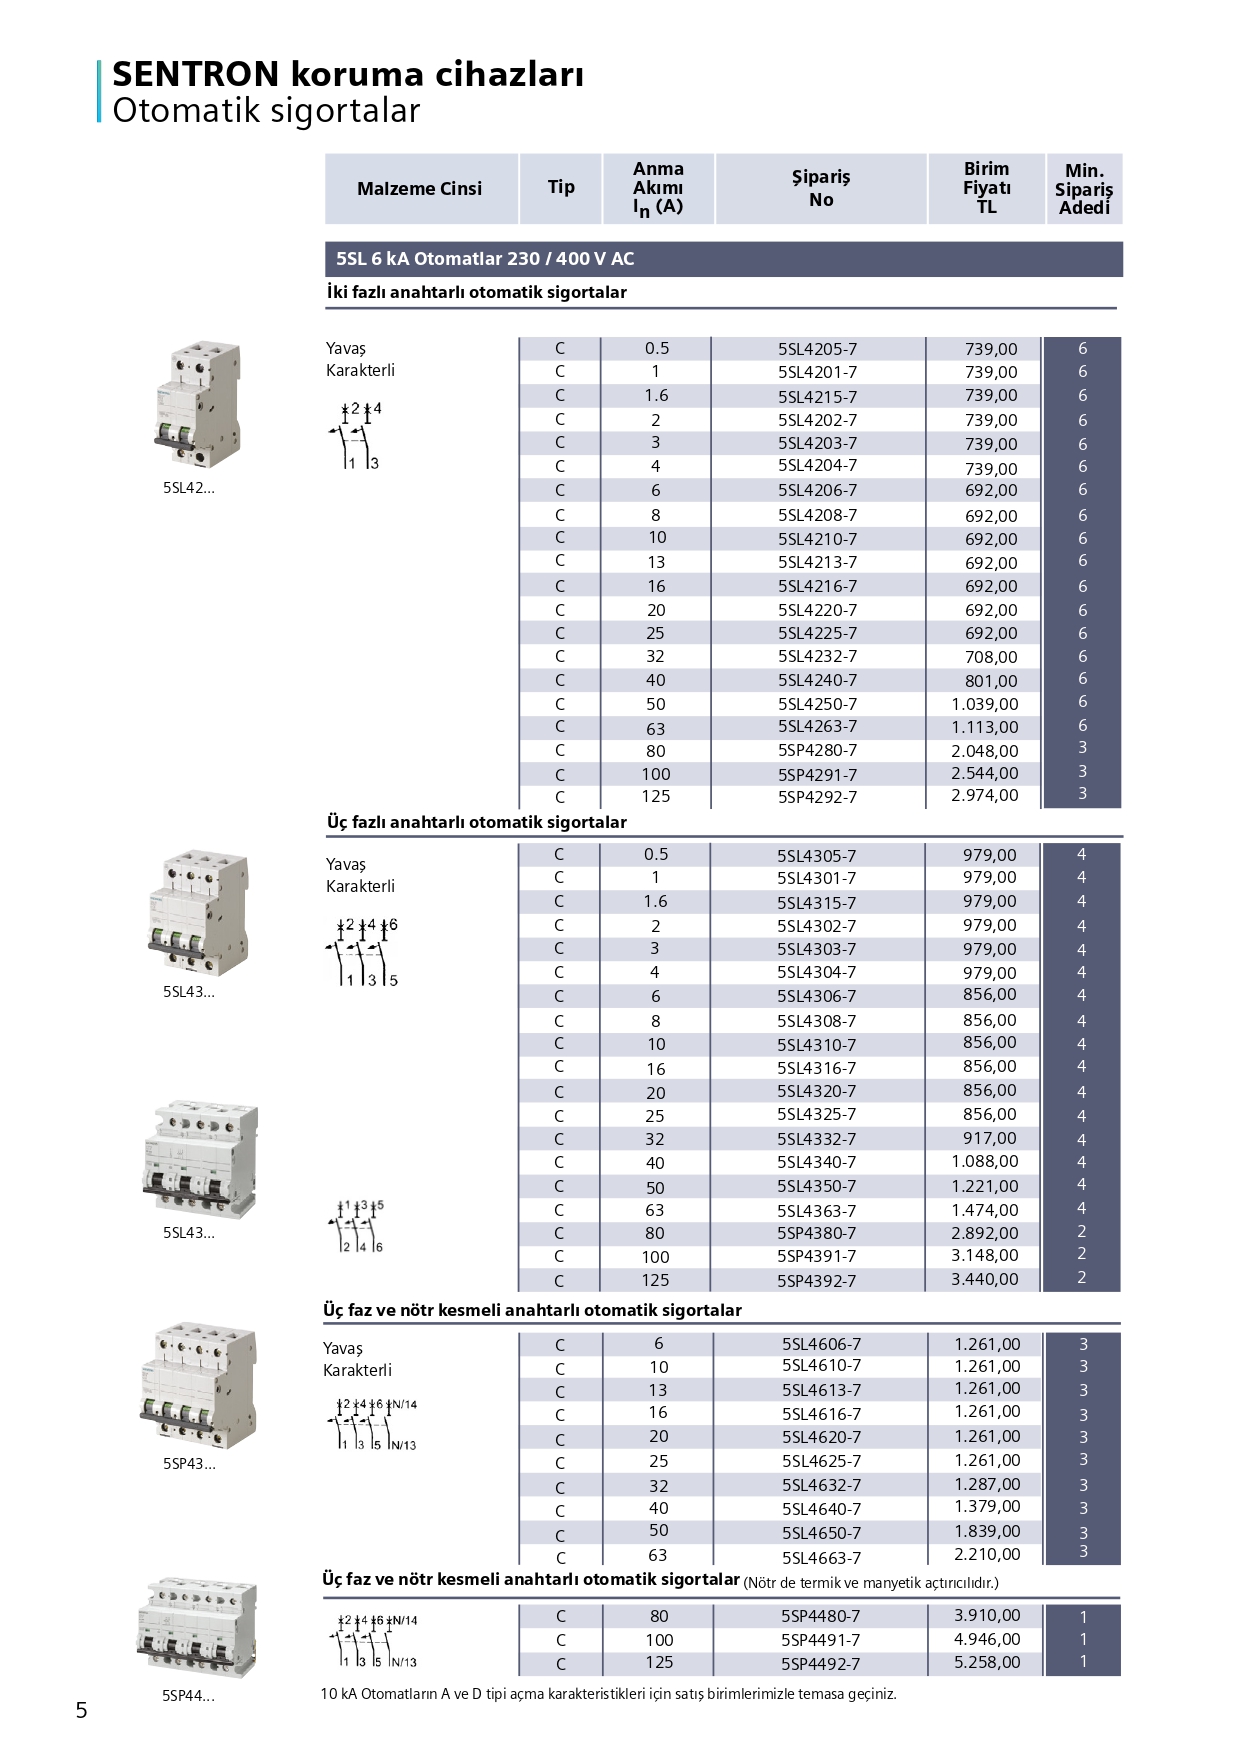 SENTRON koruma cihazları
Otomatik sigortalar
Malzeme Cinsi Tip Anma Akımı In (A) Şipariş No Birim Fiyatı TL Min. Sipariş Adedi
5SL 6 kA Otomatlar 230 / 400 V AC
İki fazlı anahtarlı otomatik sigortalar
Yavaş
Karakterli
2 4
1 3
5SL42...
C 0.5 5SL4205-7 739,00 6
C 1 5SL4201-7 739,00 6
C 1.6 5SL4215-7 739,00 6
C 2 5SL4202-7 739,00 6
C 3 5SL4203-7 739,00 6
C 4 5SL4204-7 739,00 6
C 6 5SL4206-7 692,00 6
C 8 5SL4208-7 692,00 6
C 10 5SL4210-7 692,00 6
C 13 5SL4213-7 692,00 6
C 16 5SL4216-7 692,00 6
C 20 5SL4220-7 692,00 6
C 25 5SL4225-7 692,00 6
C 32 5SL4232-7 708,00 6
C 40 5SL4240-7 801,00 6
C 50 5SL4250-7 1.039,00 6
C 63 5SL4263-7 1.113,00 6
C 80 5SP4280-7 2.048,00 3
C 100 5SP4291-7 2.544,00 3
C 125 5SP4292-7 2.974,00 3
Üç fazlı anahtarlı otomatik sigortalar
Yavaş
Karakterli
2 4 6
1 3 5
5SL43...
1 3 5
2 4 6
5SL43...
C 0.5 5SL4305-7 979,00 4
C 1 5SL4301-7 979,00 4
C 1.6 5SL4315-7 979,00 4
C 2 5SL4302-7 979,00 4
C 3 5SL4303-7 979,00 4
C 4 5SL4304-7 979,00 4
C 6 5SL4306-7 856,00 4
C 8 5SL4308-7 856,00 4
C 10 5SL4310-7 856,00 4
C 16 5SL4316-7 856,00 4
C 20 5SL4320-7 856,00 4
C 25 5SL4325-7 856,00 4
C 32 5SL4332-7 917,00 4
C 40 5SL4340-7 1.088,00 4
C 50 5SL4350-7 1.221,00 4
C 63 5SL4363-7 1.474,00 4
C 80 5SP4380-7 2.892,00 2
C 100 5SP4391-7 3.148,00 2
C 125 5SP4392-7 3.440,00 2
Üç faz ve nötr kesmeli anahtarlı otomatik sigortalar
Yavaş
Karakterli
2 4 6 N/14
1 3 5 N/13
5SP43...
C 6 5SL4606-7 1.261,00 3
C 10 5SL4610-7 1.261,00 3
C 13 5SL4613-7 1.261,00 3
C 16 5SL4616-7 1.261,00 3
C 20 5SL4620-7 1.261,00 3
C 25 5SL4625-7 1.261,00 3
C 32 5SL4632-7 1.287,00 3
C 40 5SL4640-7 1.379,00 3
C 50 5SL4650-7 1.839,00 3
C 63 5SL4663-7 2.210,00 3
Üç faz ve nötr kesmeli anahtarlı otomatik sigortalar (Nötr de termik ve manyetik açtırıcılıdır.)
2 4 6 N/14
1 3 5 N/13
5SP44...
C 80 5SP4480-7 3.910,00 1
C 100 5SP4491-7 4.946,00 1
C 125 5SP4492-7 5.258,00 1
10 kA Otomatların A ve D tipi açma karakteristikleri için satış birimlerimizle temasa geçiniz.
5